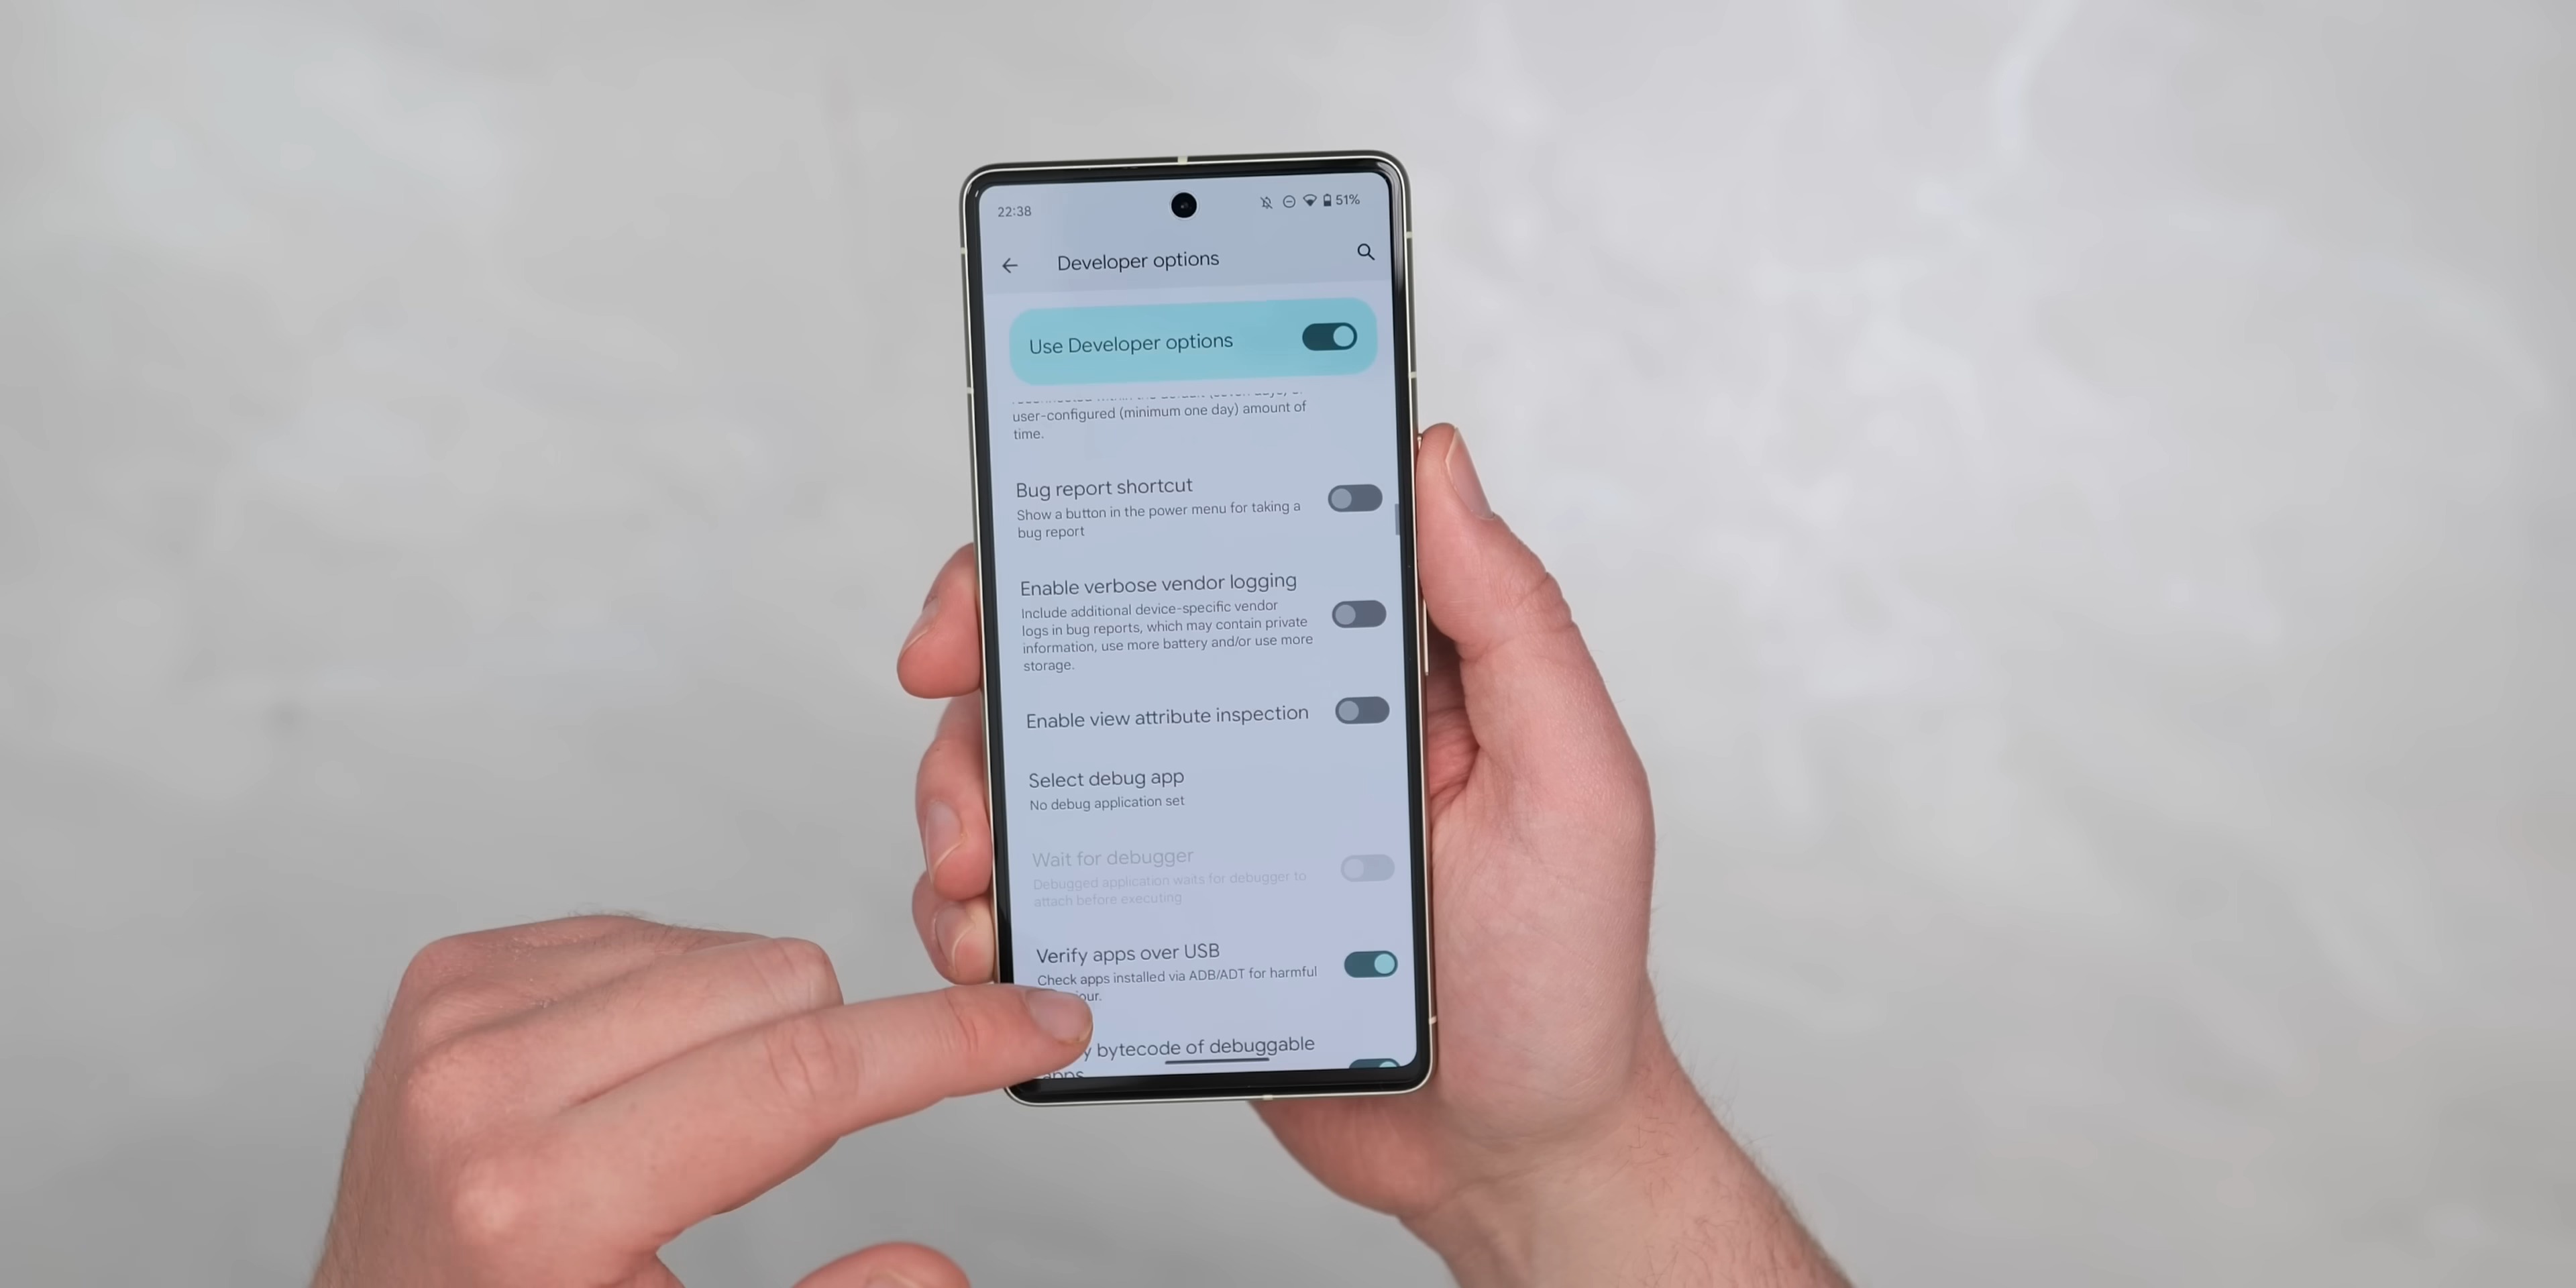 22:38
51%
Developer options
Use Developer options
user-configured (minimum one day) amount of
time.
Bug report shortcut
Show a button in the power menu for taking a
bug report
Enable verbose vendor logging
Include additional device-specific vendor
logs in bug reports, which may contain private
information, use more battery and/or use more
storage.
Enable view attribute inspection
Select debug app
No debug application set
Wait for debugger
Debugged application waits for debugger to
attach before executing
Verify apps over USB
Check apps installed via ADB/ADT for harmful
bytecode of debuggable
apps